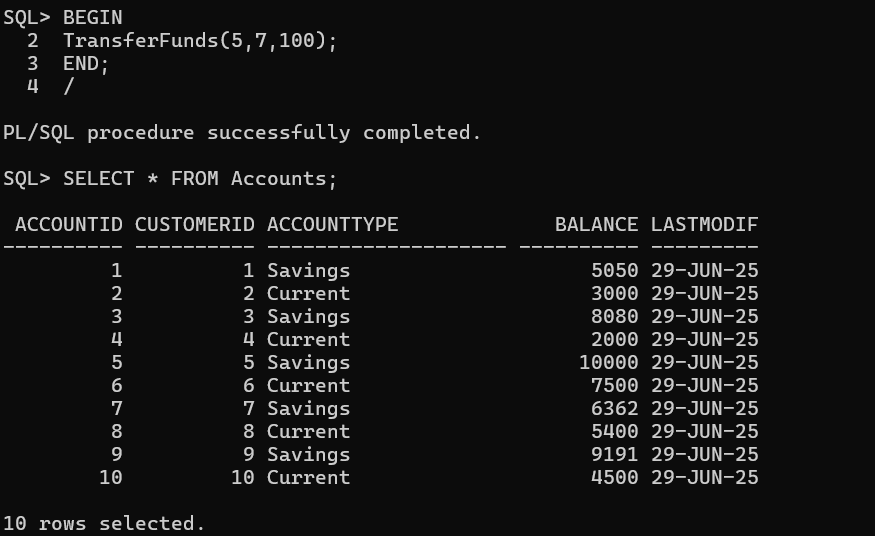 SQL> BEGIN
  2  TransferFunds(5,7,100);
  3  END;
  4  /
PL/SQL procedure successfully completed.
SQL> SELECT * FROM Accounts;
 ACCOUNTID CUSTOMERID ACCOUNTTYPE             BALANCE LASTMODIF
---------- ---------- -------------------- ---------- ---------
         1          1 Savings                    5050 29-JUN-25
         2          2 Current                    3000 29-JUN-25
         3          3 Savings                    8080 29-JUN-25
         4          4 Current                    2000 29-JUN-25
         5          5 Savings                   10000 29-JUN-25
         6          6 Current                    7500 29-JUN-25
         7          7 Savings                    6362 29-JUN-25
         8          8 Current                    5400 29-JUN-25
         9          9 Savings                    9191 29-JUN-25
        10         10 Current                    4500 29-JUN-25
10 rows selected.